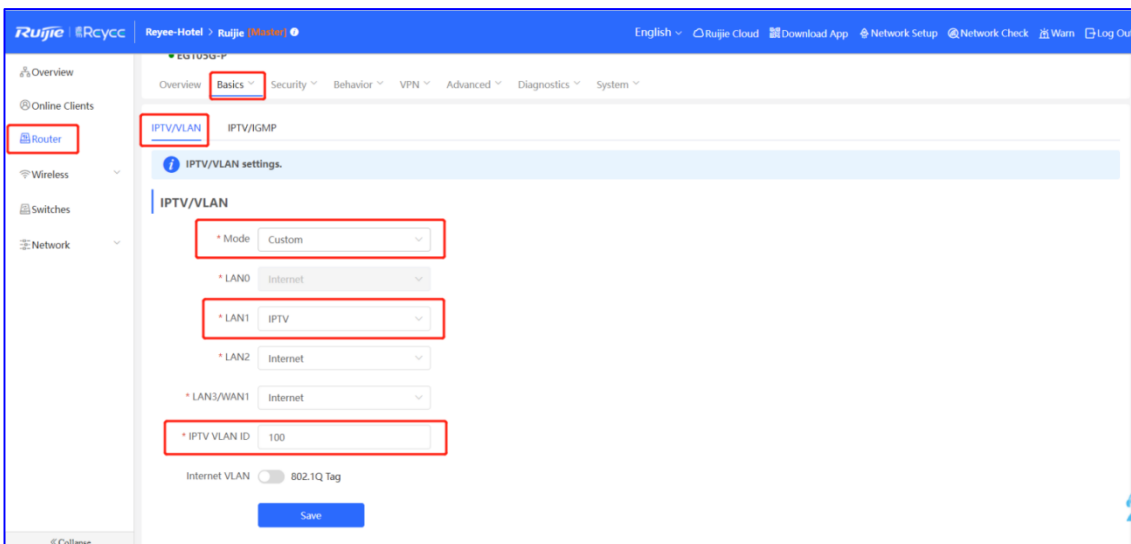 Ruijie | Rcycc
Reyee-Hotel > Ruijie [Master]
English
Ruijie Cloud
Download App
Network Setup
Network Check
Warn
Log Ou
Overview
Online Clients
Router
Wireless
Switches
Network
Collapse
EG105G-P
Overview Basics Security Behavior VPN Advanced Diagnostics System
IPTV/VLAN IPTV/IGMP
i IPTV/VLAN settings.
IPTV/VLAN
* Mode Custom
* LAN0 Internet
* LAN1 IPTV
* LAN2 Internet
* LAN3/WAN1 Internet
* IPTV VLAN ID 100
Internet VLAN 802.1Q Tag
Save